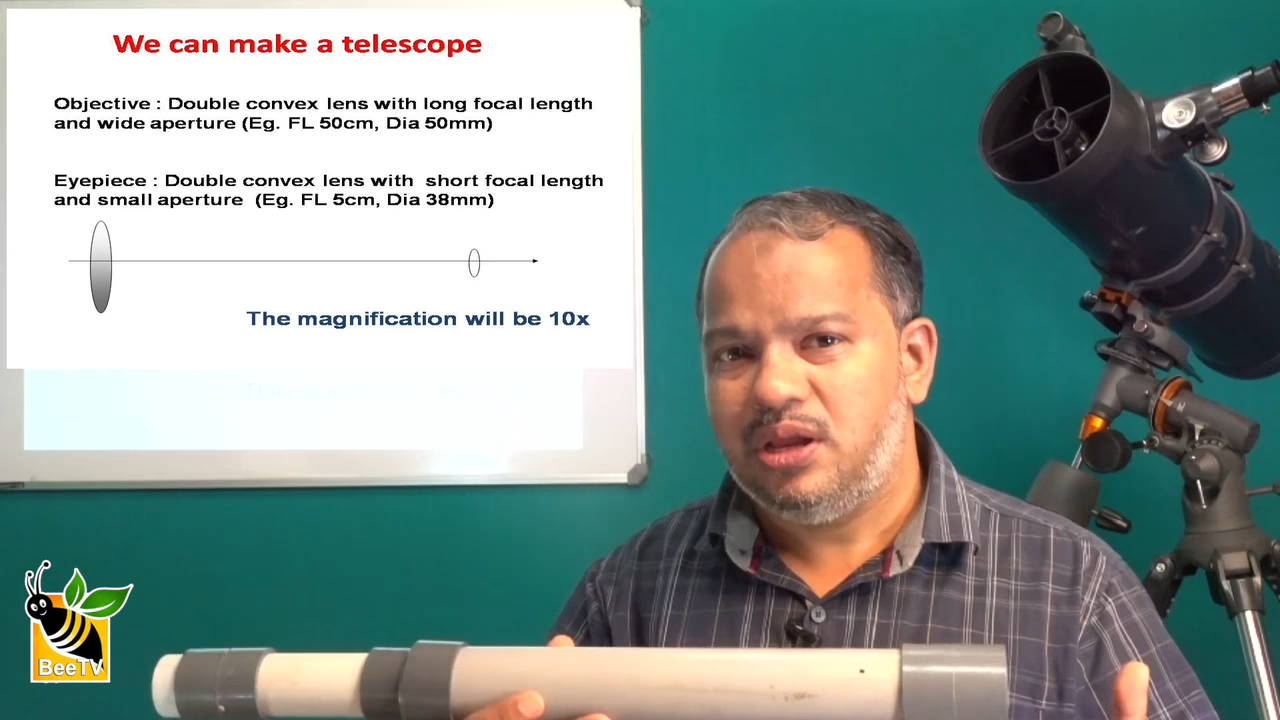 We can make a telescope
Objective : Double convex lens with long focal length
and wide aperture (Eg. FL 50cm, Dia 50mm)
Eyepiece : Double convex lens with  short focal length
and small aperture  (Eg. FL 5cm, Dia 38mm)
The magnification will be 10x
BeeTV